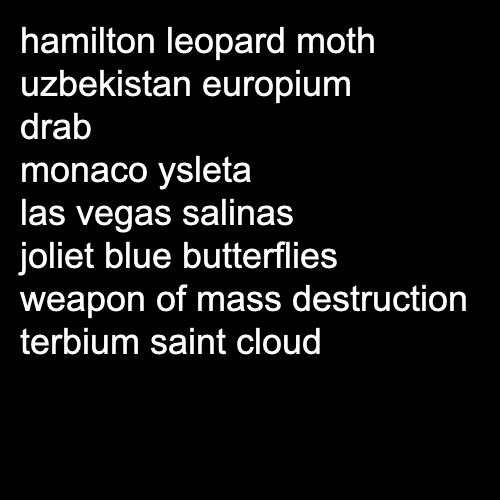 hamilton leopard moth
uzbekistan europium
drab
monaco ysleta
las vegas salinas
joliet blue butterflies
weapon of mass destruction
terbium saint cloud